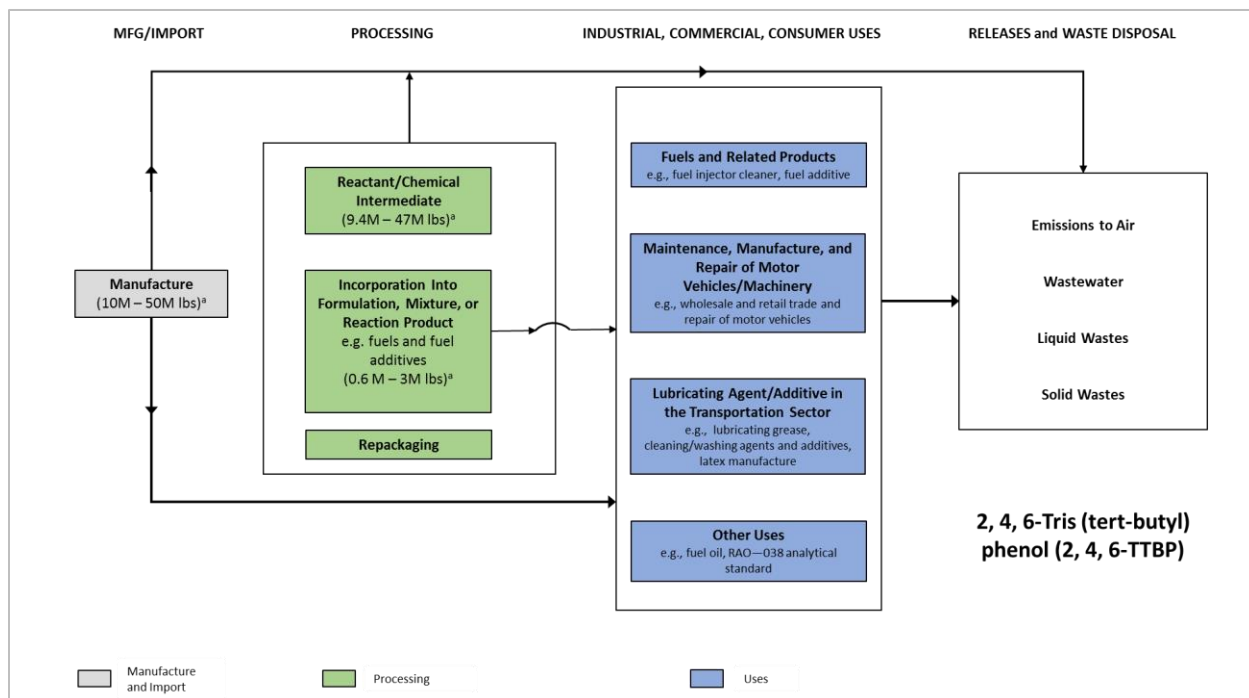 MFG/IMPORT
PROCESSING
INDUSTRIAL, COMMERCIAL, CONSUMER USES
RELEASES and WASTE DISPOSAL
Manufacture
(10M – 50M lbs)ᵃ
Reactant/Chemical
Intermediate
(9.4M – 47M lbs)ᵃ
Incorporation Into
Formulation, Mixture, or
Reaction Product
e.g. fuels and fuel
additives
(0.6 M – 3M lbs)ᵃ
Repackaging
Fuels and Related Products
e.g., fuel injector cleaner, fuel additive
Maintenance, Manufacture, and
Repair of Motor
Vehicles/Machinery
e.g., wholesale and retail trade and
repair of motor vehicles
Lubricating Agent/Additive in
the Transportation Sector
e.g., lubricating grease,
cleaning/washing agents and additives,
latex manufacture
Other Uses
e.g., fuel oil, RAO—038 analytical
standard
Emissions to Air
Wastewater
Liquid Wastes
Solid Wastes
2, 4, 6-Tris (tert-butyl)
phenol (2, 4, 6-TTBP)
Manufacture
and Import
Processing
Uses